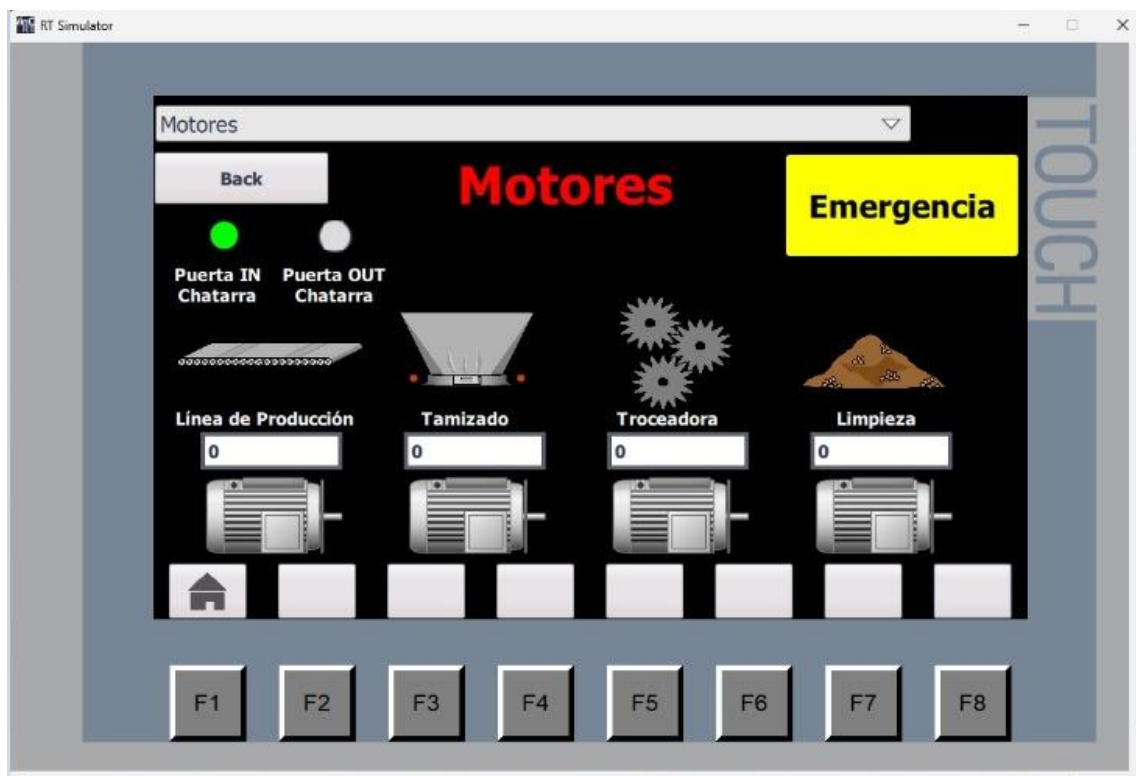 RT Simulator
Motores
Back
Motores
Emergencia
TOUCH
Puerta IN
Chatarra
Puerta OUT
Chatarra
Línea de Producción
Tamizado
Troceadora
Limpieza
0
0
0
0
F1
F2
F3
F4
F5
F6
F7
F8